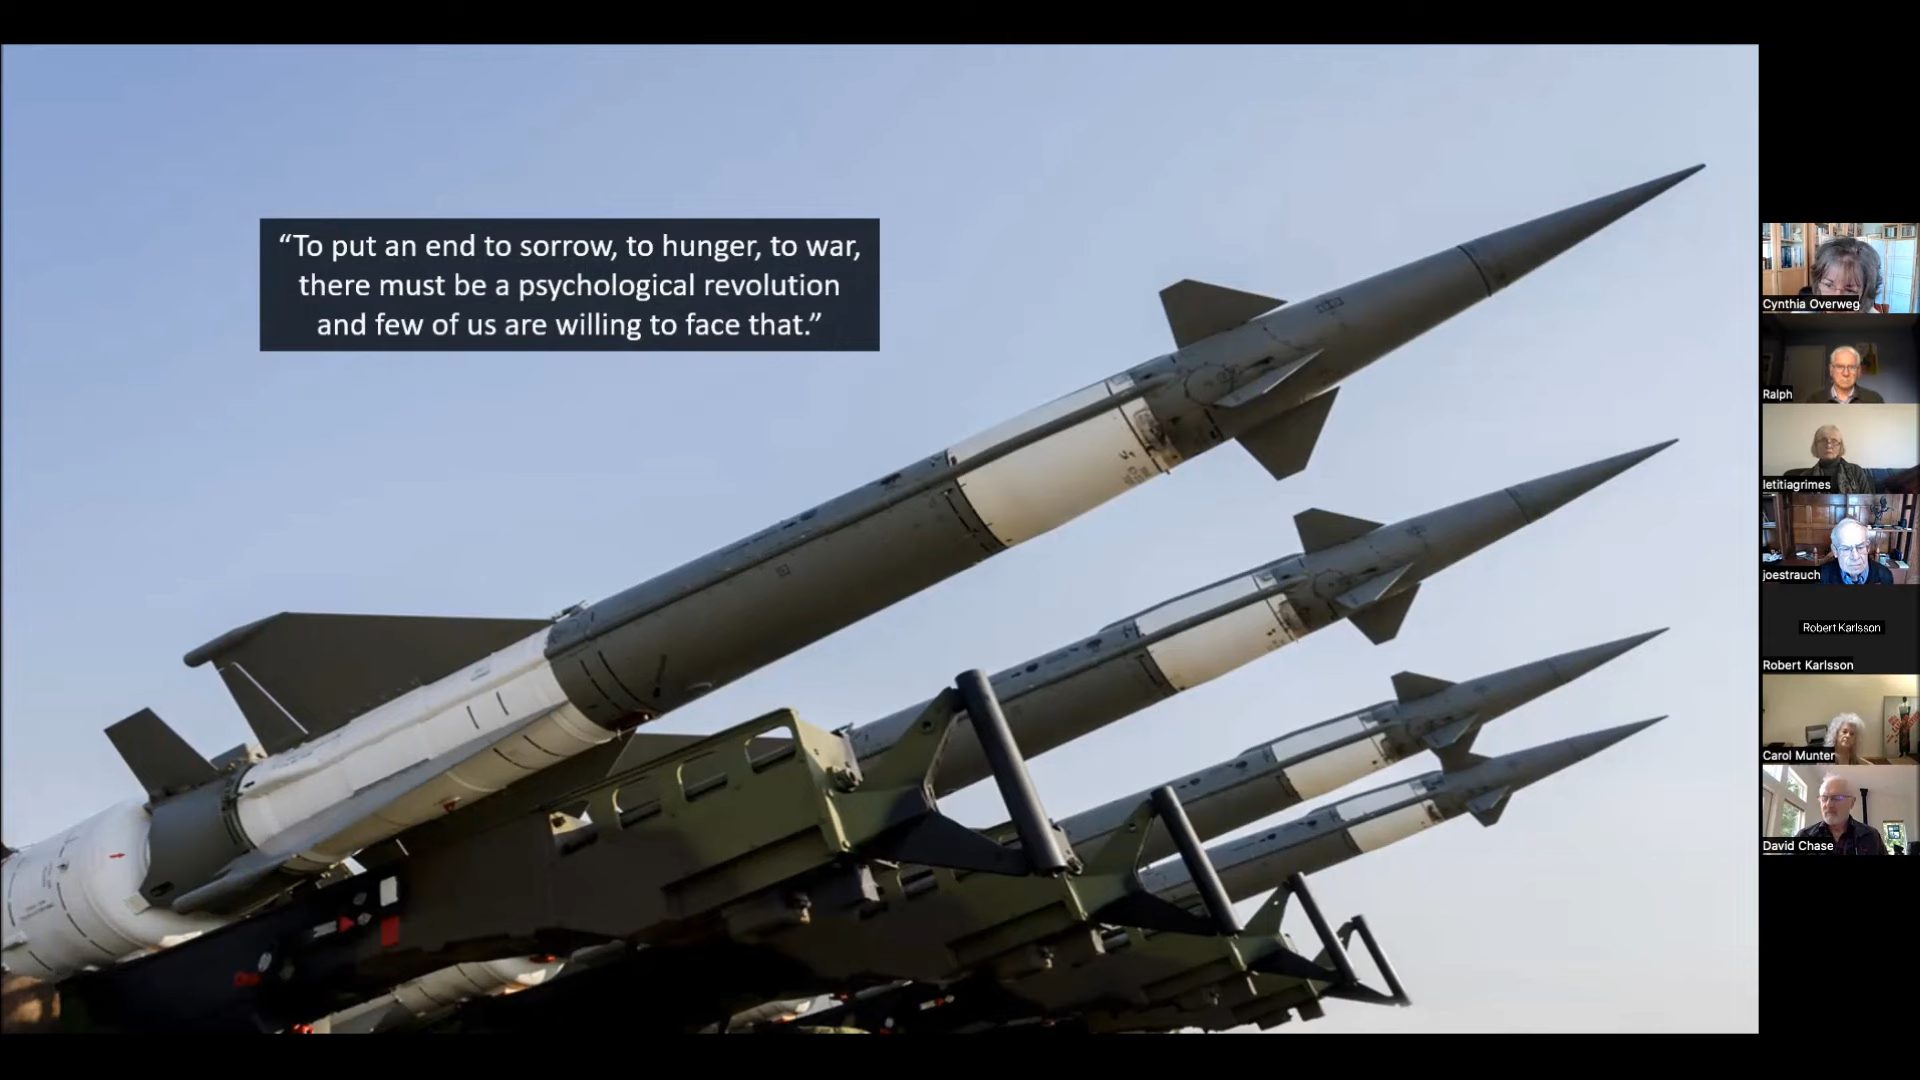 “To put an end to sorrow, to hunger, to war,
there must be a psychological revolution
and few of us are willing to face that.”
Cynthia Overweg
Ralph
letitiagrimes
joestrauch
Robert Karlsson
Robert Karlsson
Carol Munter
David Chase